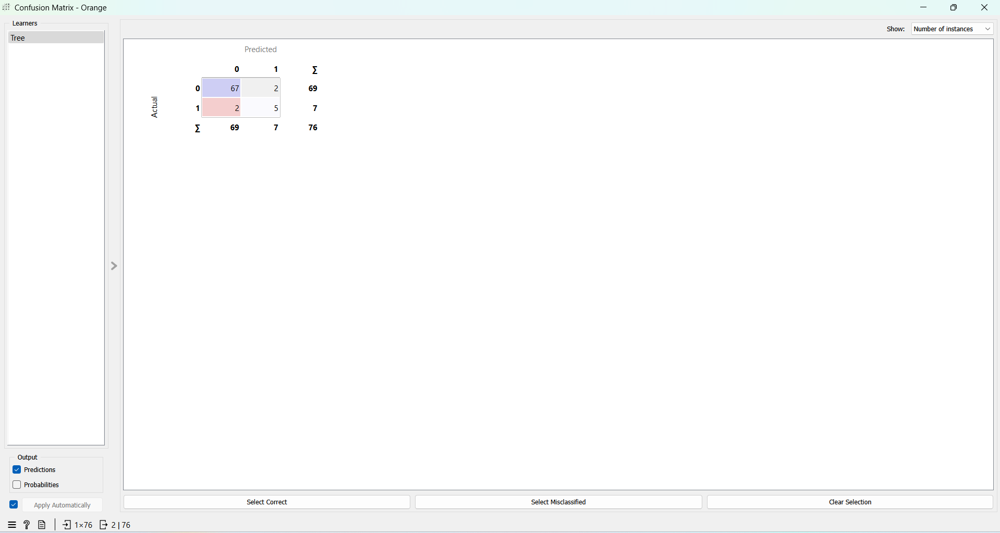 Confusion Matrix - Orange
Learners
Tree
Show: Number of instances
Predicted
0 1 Σ
0 67 2 69
Actual
1 2 5 7
Σ 69 7 76
Output
Predictions
Probabilities
Apply Automatically
Select Correct
Select Misclassified
Clear Selection
1×76
2 | 76